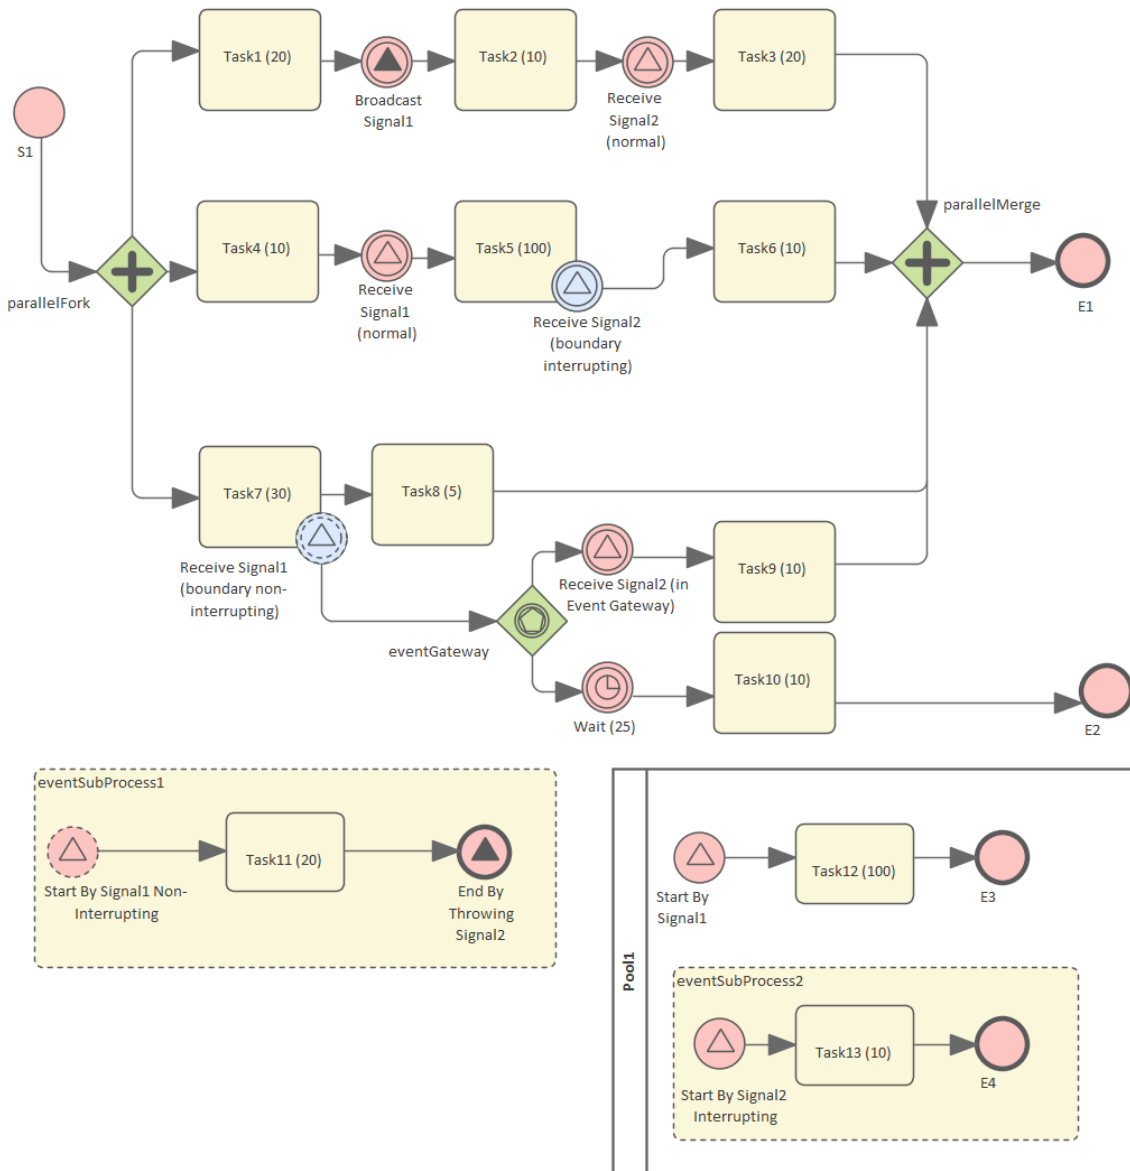 Task1 (20)
Broadcast
Signal1
Task2 (10)
Receive
Signal2
(normal)
Task3 (20)
S1
parallelFork
Task4 (10)
Receive
Signal1
(normal)
Task5 (100)
Receive Signal2
(boundary
interrupting)
Task6 (10)
parallelMerge
E1
Task7 (30)
Receive Signal1
(boundary non-
interrupting)
Task8 (5)
eventGateway
Receive Signal2 (in
Event Gateway)
Task9 (10)
Wait (25)
Task10 (10)
E2
eventSubProcess1
Start By Signal1 Non-
Interrupting
Task11 (20)
End By
Throwing
Signal2
Pool1
Start By
Signal1
Task12 (100)
E3
eventSubProcess2
Start By Signal2
Interrupting
Task13 (10)
E4